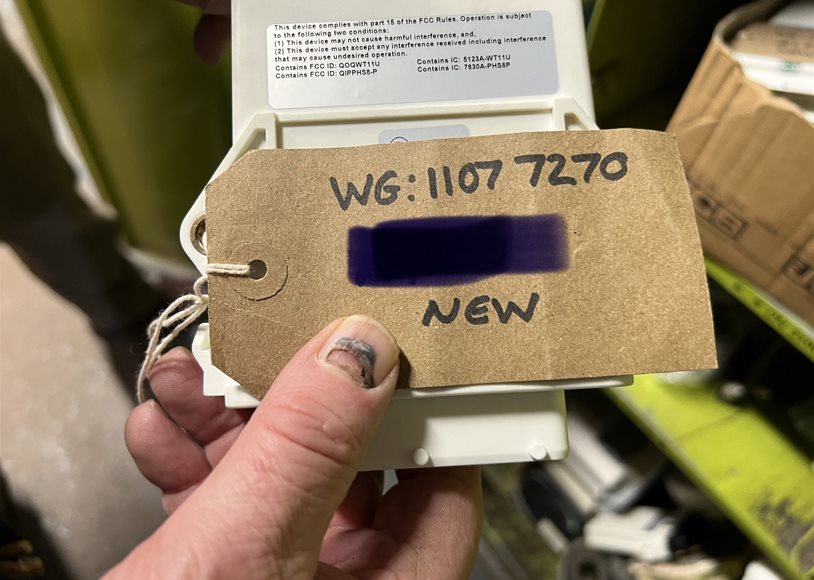 This device complies with part 15 of the FCC Rules. Operation is subject
to the following two conditions:
(1) This device may not cause harmful interference, and,
(2) This device must accept any interference received including interference
that may cause undesired operation.
Contains FCC ID: QOQWT11U Contains IC: 5123A-WT11U
Contains FCC ID: QIPPHS8-P Contains IC: 7830A-PHS8P
WG: 1107 7270
NEW